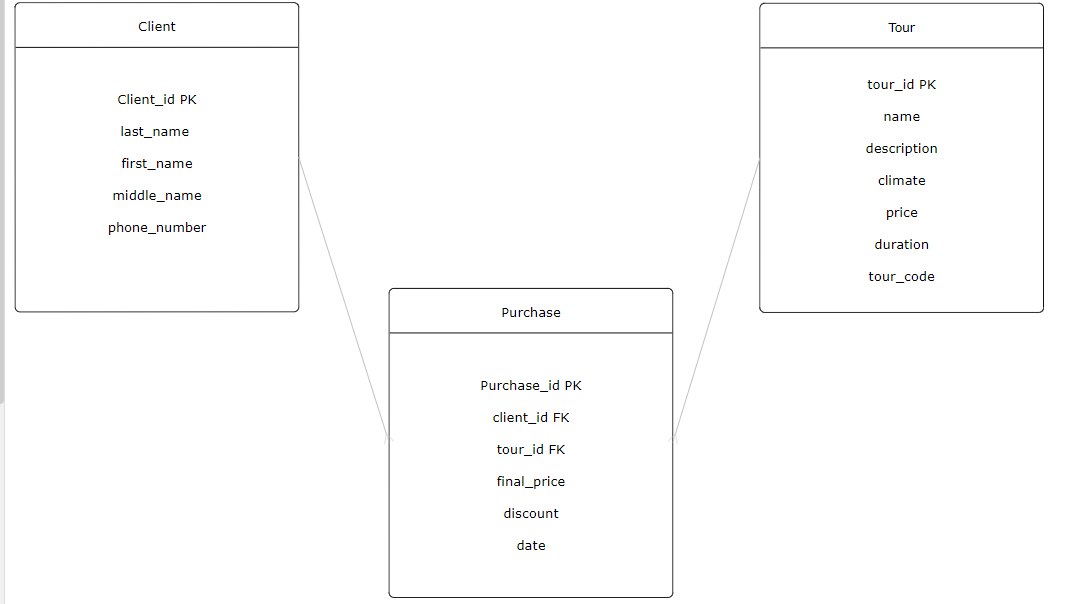 Client
Client_id PK
last_name
first_name
middle_name
phone_number
Tour
tour_id PK
name
description
climate
price
duration
tour_code
Purchase
Purchase_id PK
client_id FK
tour_id FK
final_price
discount
date